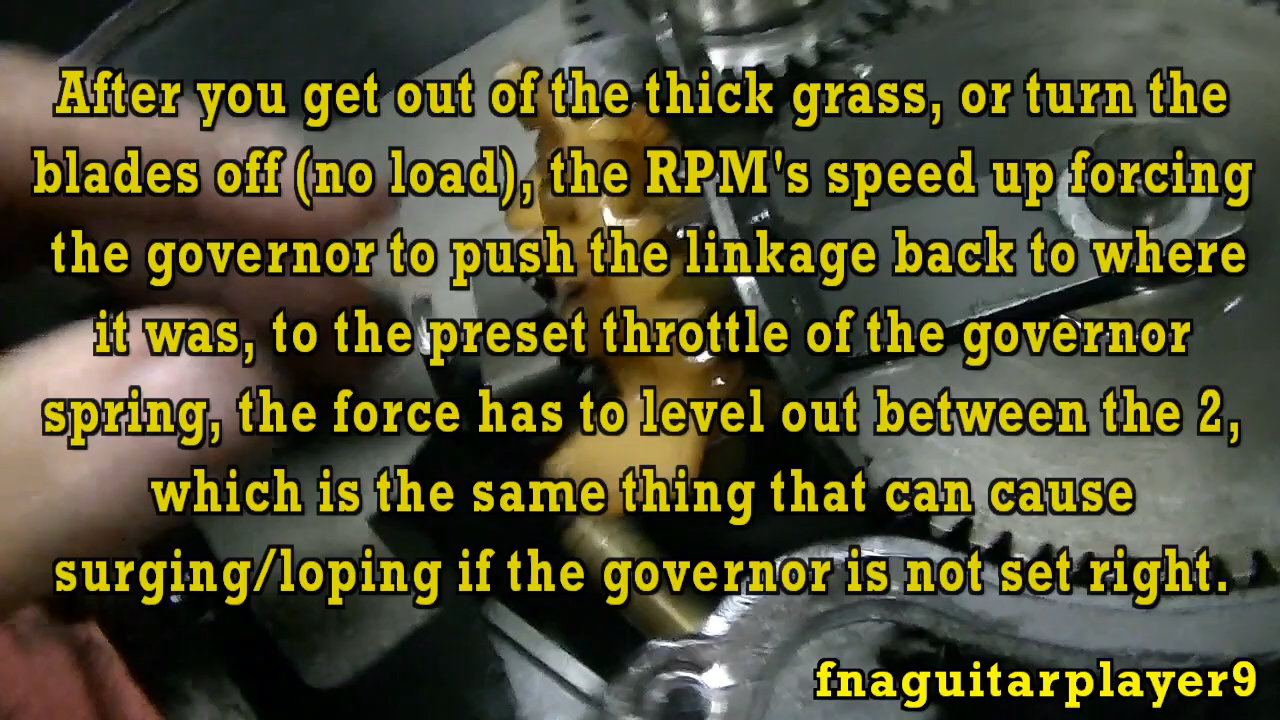 After you get out of the thick grass, or turn the
blades off (no load), the RPM's speed up forcing
the governor to push the linkage back to where
it was, to the preset throttle of the governor
spring, the force has to level out between the 2,
which is the same thing that can cause
surging/loping if the governor is not set right.
fnaguitarplayer9